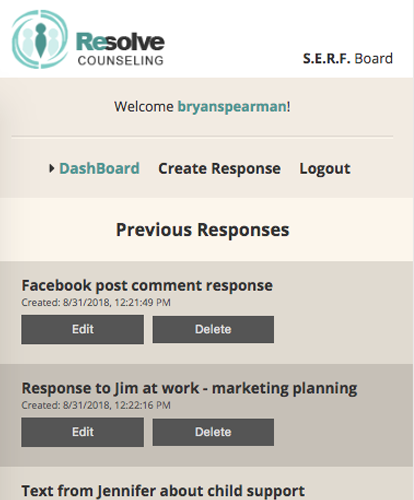 Resolve
COUNSELING
S.E.R.F. Board
Welcome bryanspearman!
DashBoard Create Response Logout
Previous Responses
Facebook post comment response
Created: 8/31/2018, 12:21:49 PM
Edit Delete
Response to Jim at work - marketing planning
Created: 8/31/2018, 12:22:16 PM
Edit Delete
Text from Jennifer about child support